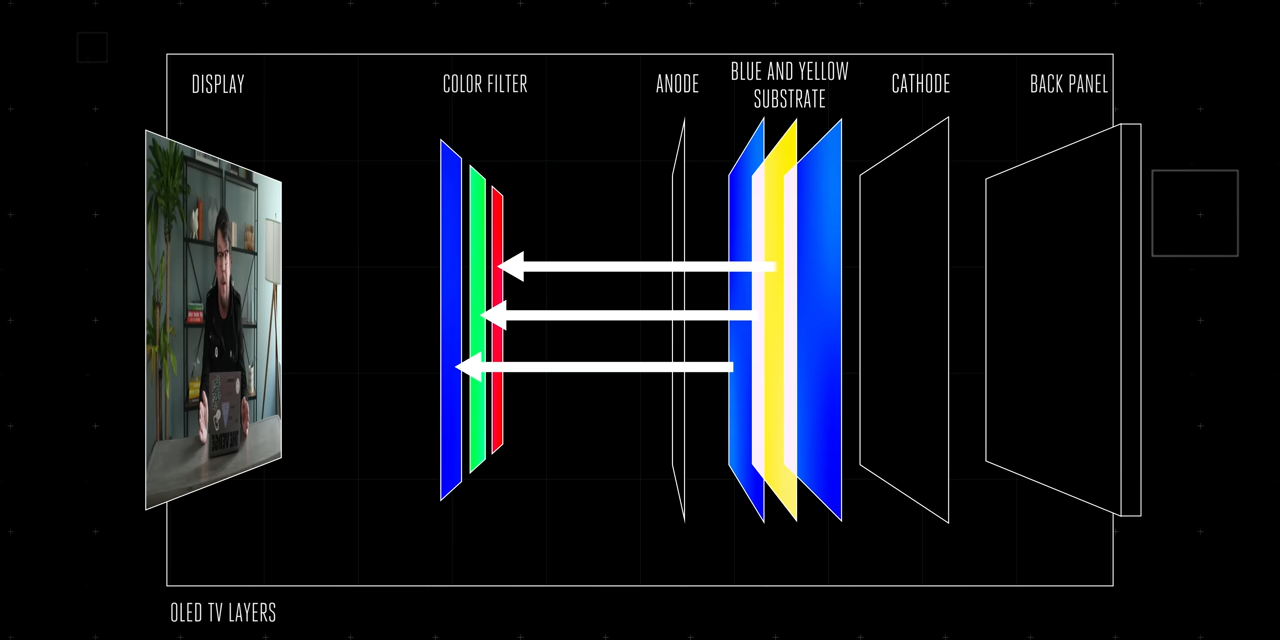 DISPLAY
COLOR FILTER
ANODE
BLUE AND YELLOW
SUBSTRATE
CATHODE
BACK PANEL
OLED TV LAYERS